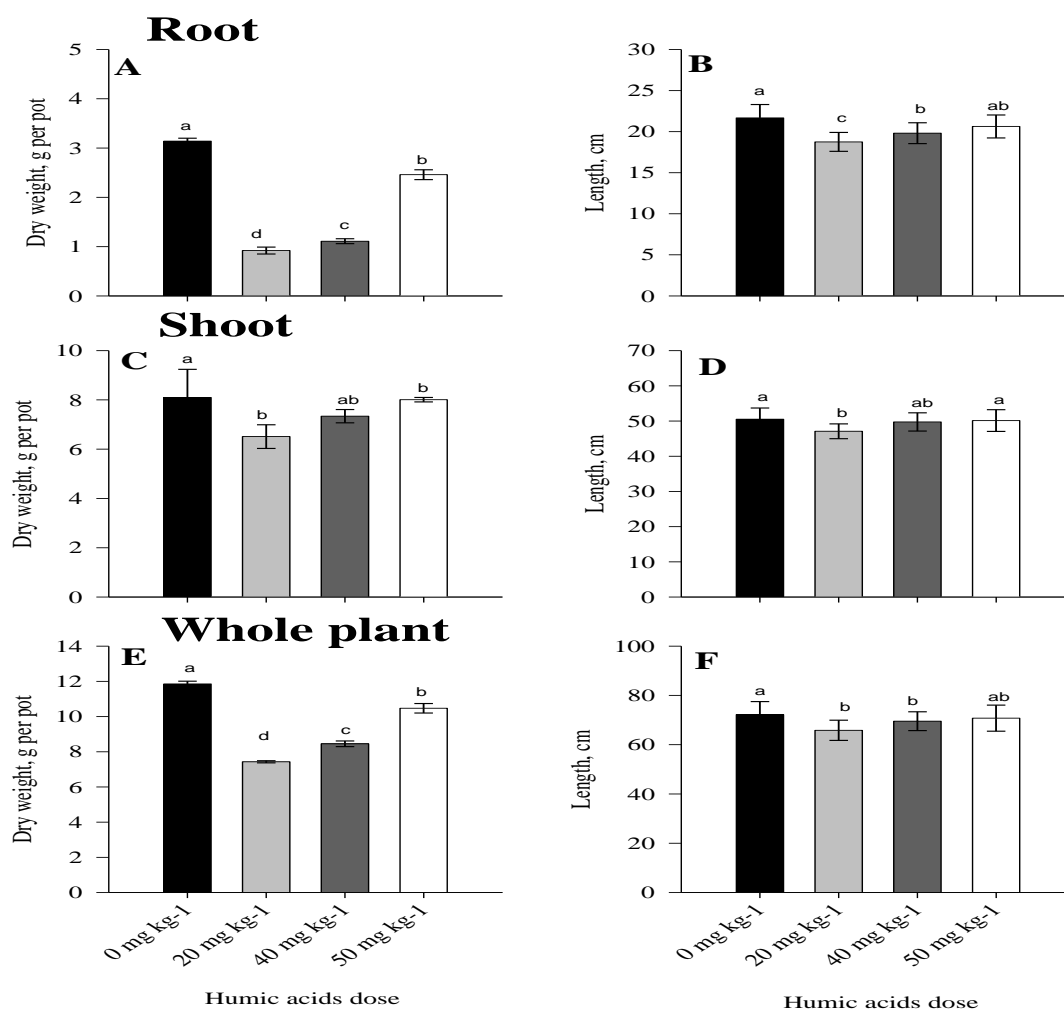 Root
A
Dry weight, g per pot
5
4
3
2
1
0
a
d
c
b
B
Length, cm
30
25
20
15
10
5
0
a
c
b
ab
Shoot
C
Dry weight, g per pot
10
8
6
4
2
0
a
b
ab
b
D
Length, cm
70
60
50
40
30
20
10
0
a
b
ab
a
Whole plant
E
Dry weight, g per pot
14
12
10
8
6
4
2
0
a
d
c
b
0 mg kg-1
20 mg kg-1
40 mg kg-1
50 mg kg-1
Humic acids dose
F
Length, cm
100
80
60
40
20
0
a
b
b
ab
0 mg kg-1
20 mg kg-1
40 mg kg-1
50 mg kg-1
Humic acids dose